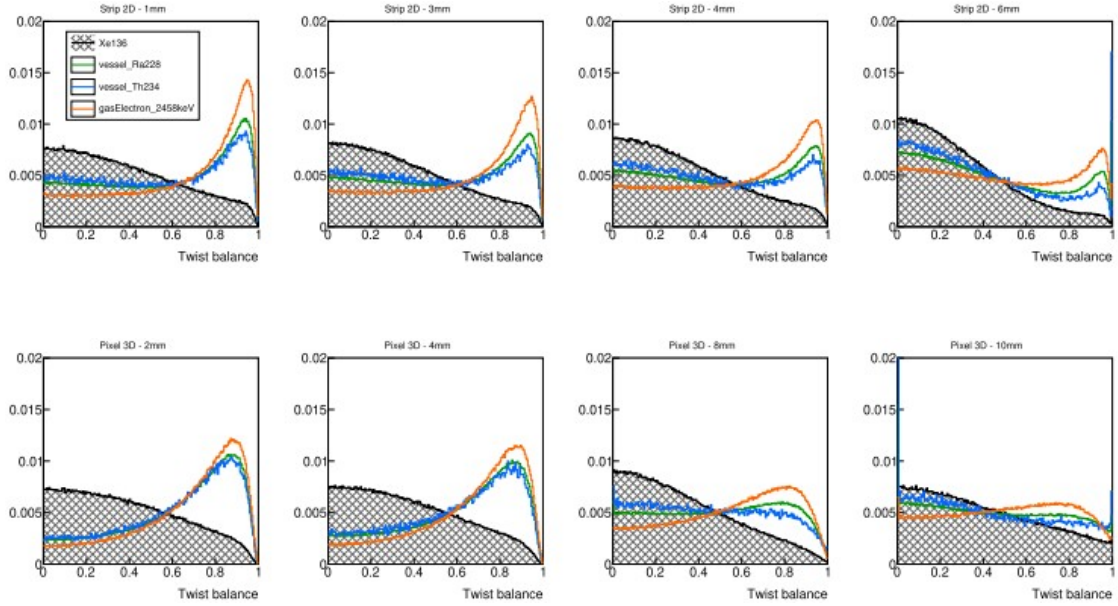 Strip 2D - 1mm
0.02
0.015
0.01
0.005
0
0 0.2 0.4 0.6 0.8 1
Twist balance
Xe136
vessel_Ra228
vessel_Th234
gasElectron_2458keV
Strip 2D - 3mm
0.02
0.015
0.01
0.005
0
0 0.2 0.4 0.6 0.8 1
Twist balance
Strip 2D - 4mm
0.02
0.015
0.01
0.005
0
0 0.2 0.4 0.6 0.8 1
Twist balance
Strip 2D - 6mm
0.02
0.015
0.01
0.005
0
0 0.2 0.4 0.6 0.8 1
Twist balance
Pixel 3D - 2mm
0.02
0.015
0.01
0.005
0
0 0.2 0.4 0.6 0.8 1
Twist balance
Pixel 3D - 4mm
0.02
0.015
0.01
0.005
0
0 0.2 0.4 0.6 0.8 1
Twist balance
Pixel 3D - 8mm
0.02
0.015
0.01
0.005
0
0 0.2 0.4 0.6 0.8 1
Twist balance
Pixel 3D - 10mm
0.02
0.015
0.01
0.005
0
0 0.2 0.4 0.6 0.8 1
Twist balance